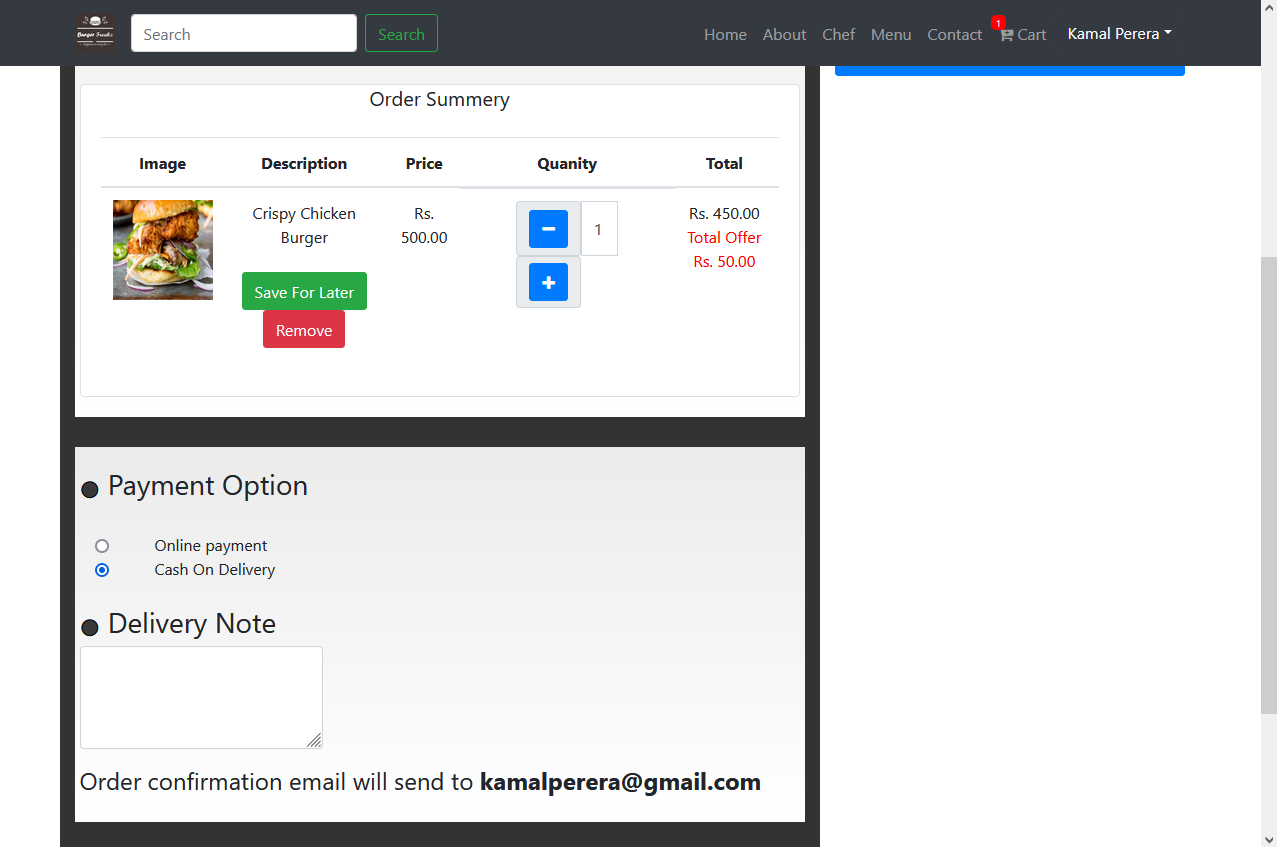 Burger Freaks
Search
Search
Home
About
Chef
Menu
Contact
1
Cart
Kamal Perera
Order Summery
Image Description Price Quanity Total
Crispy Chicken
Burger
Save For Later
Remove
Rs.
500.00
1
Rs. 450.00
Total Offer
Rs. 50.00
Payment Option
Online payment
Cash On Delivery
Delivery Note
Order confirmation email will send to kamalperera@gmail.com